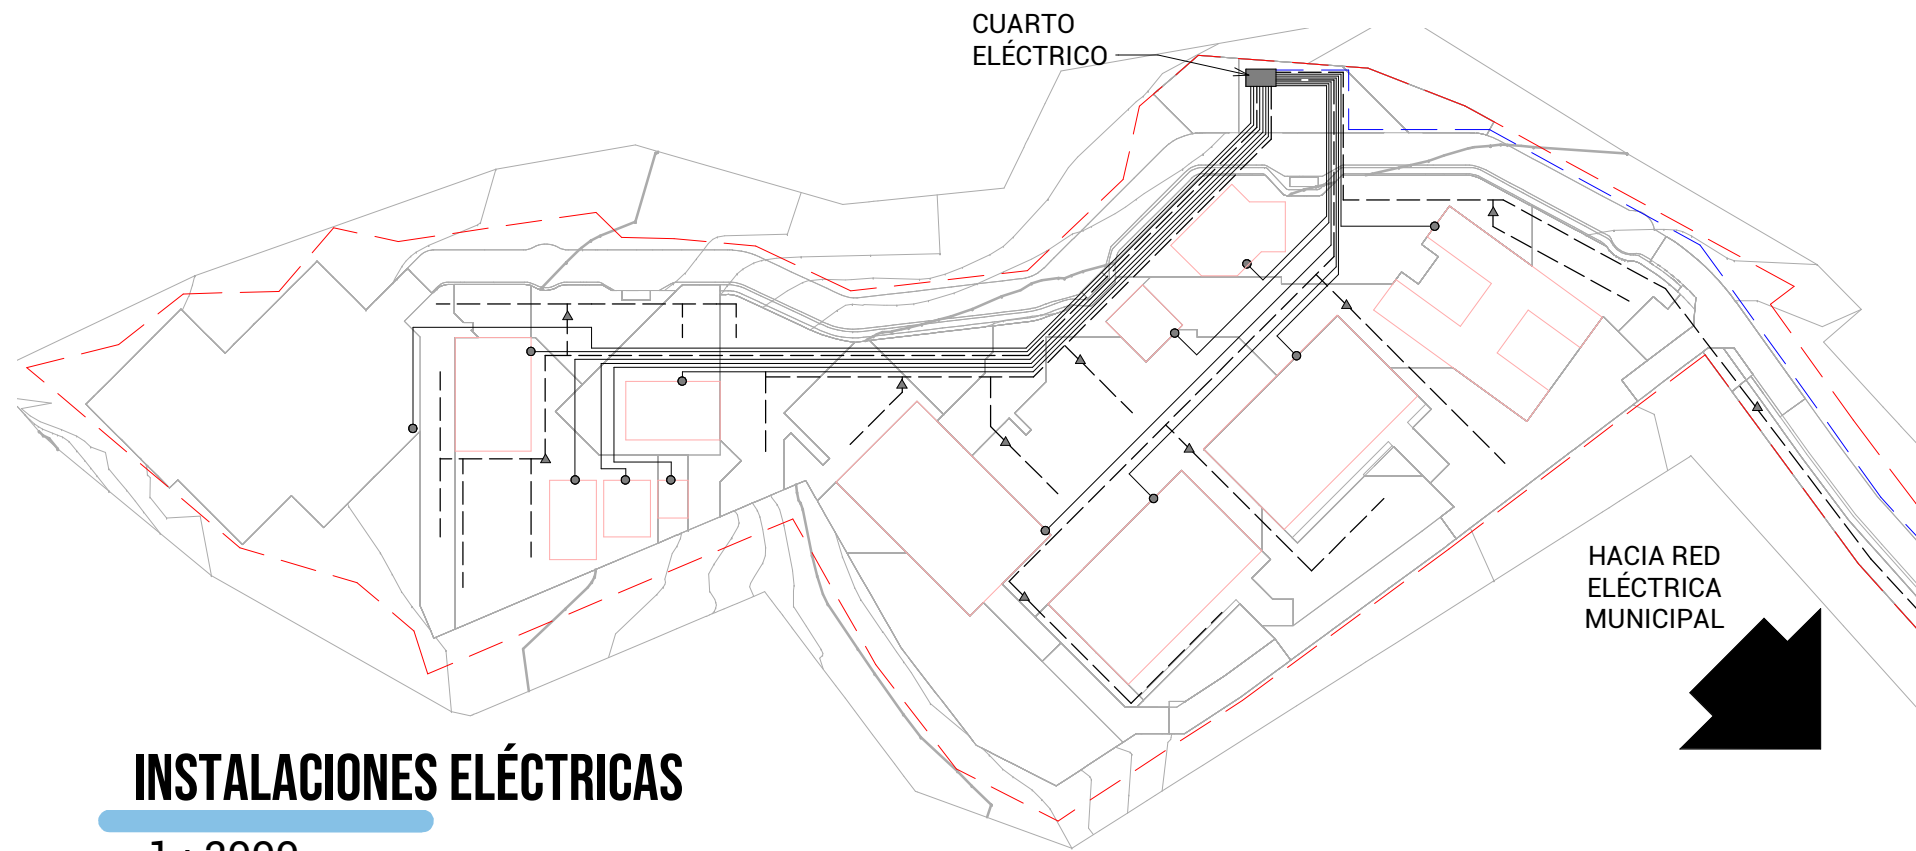 CUARTO
ELÉCTRICO
HACIA RED
ELÉCTRICA
MUNICIPAL
INSTALACIONES ELÉCTRICAS